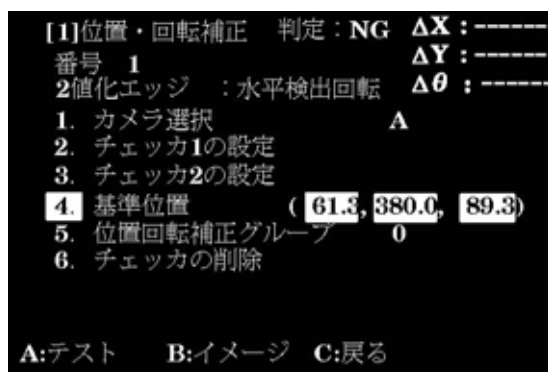 [1]位置・回転補正 判定：NG ΔX：------
番号 1 ΔY：-----
2値化エッジ ：水平検出回転 Δθ：-----
1. カメラ選択 A
2. チェッカ1の設定
3. チェッカ2の設定
4. 基準位置 ( 61.3, 380.0, 89.3)
5. 位置回転補正グループ 0
6. チェッカの削除
A:テスト B:イメージ C:戻る